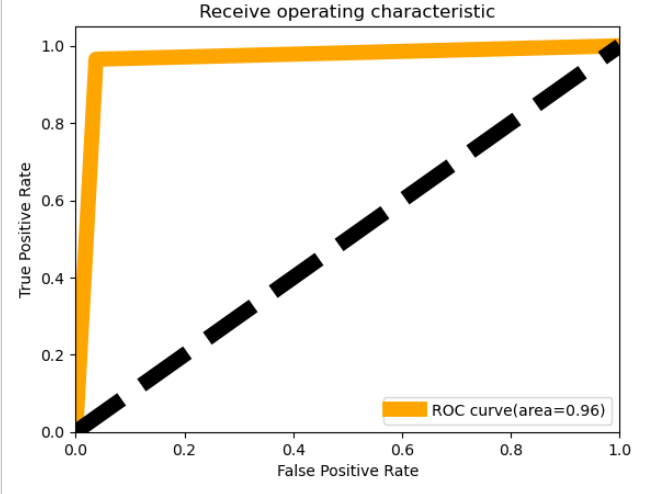 Receive operating characteristic
True Positive Rate
1.0
0.8
0.6
0.4
0.2
0.0
0.0 0.2 0.4 0.6 0.8 1.0
False Positive Rate
ROC curve(area=0.96)